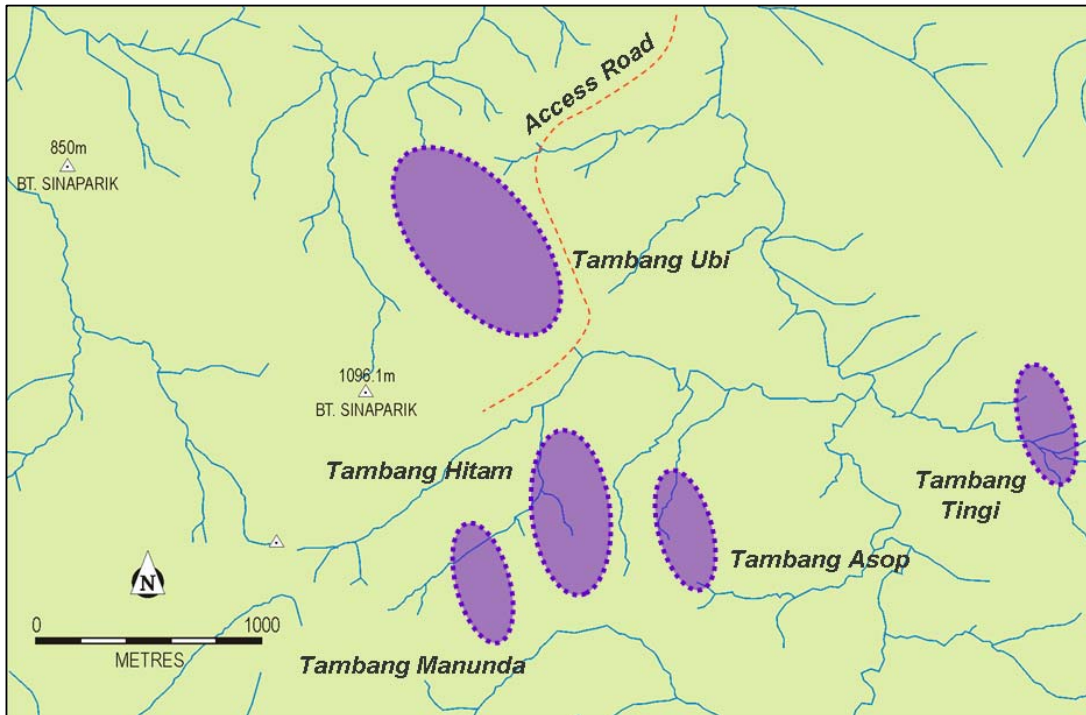 Access Road
850m
BT. SINAPARIK
Tambang Ubi
1096.1m
BT. SINAPARIK
Tambang Hitam
Tambang
Tingi
Tambang Asop
N
0 1000
METRES
Tambang Manunda